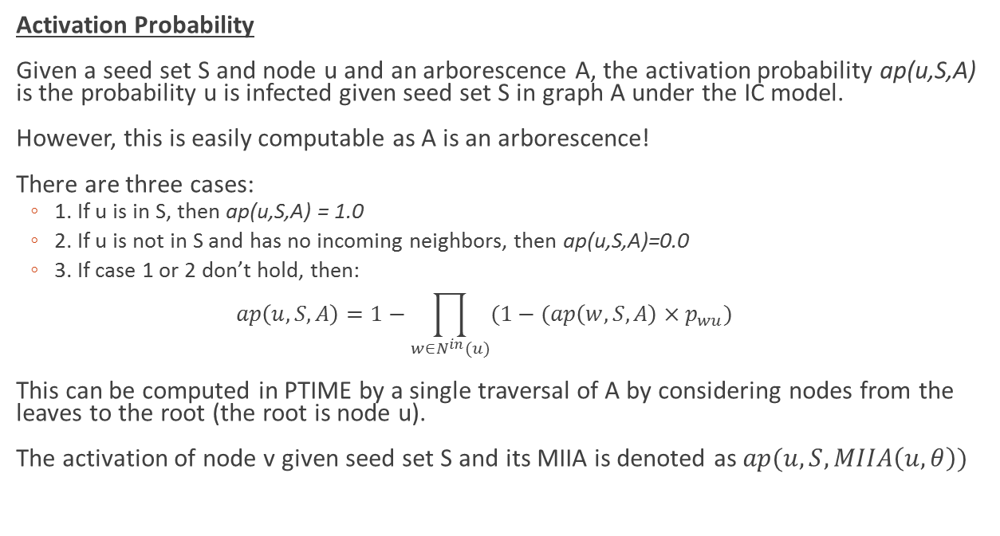 Activation Probability
Given a seed set S and node u and an arborescence A, the activation probability ap(u,S,A)
is the probability u is infected given seed set S in graph A under the IC model.
However, this is easily computable as A is an arborescence!
There are three cases:
◦ 1. If u is in S, then ap(u,S,A) = 1.0
◦ 2. If u is not in S and has no incoming neighbors, then ap(u,S,A)=0.0
◦ 3. If case 1 or 2 don’t hold, then:
ap(u, S, A) = 1 − ∏_{w∈N^{in}(u)} (1 − (ap(w, S, A) × p_{wu})
This can be computed in PTIME by a single traversal of A by considering nodes from the
leaves to the root (the root is node u).
The activation of node v given seed set S and its MIIA is denoted as ap(u, S, MIIA(u, θ))